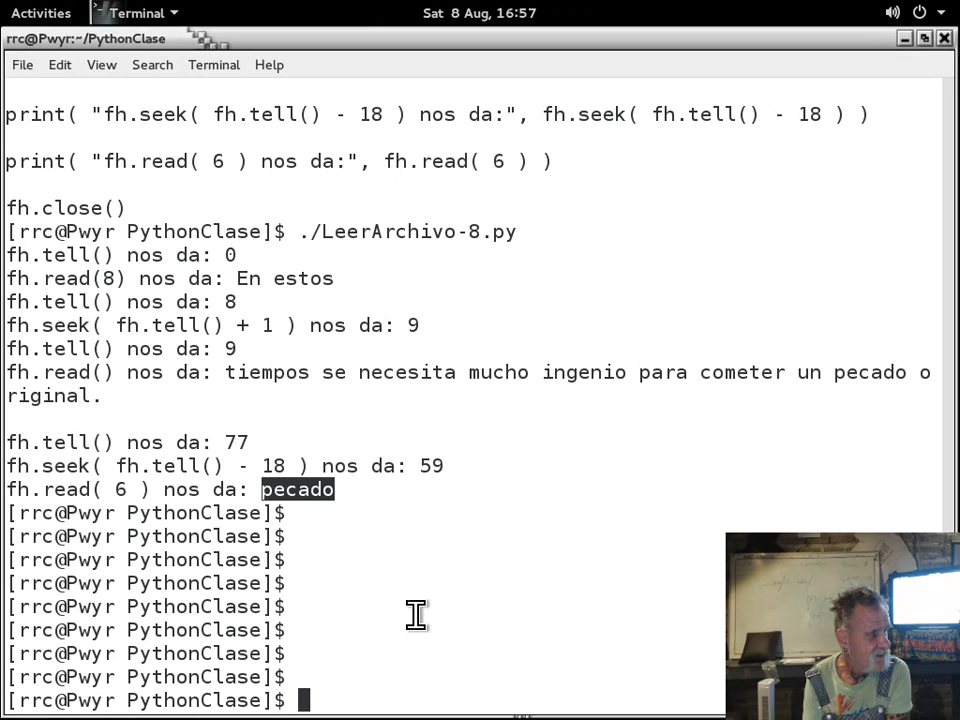 Activities Terminal Sat 8 Aug, 16:57
rrc@Pwyr:~/PythonClase
File Edit View Search Terminal Help
print( "fh.seek( fh.tell() - 18 ) nos da:", fh.seek( fh.tell() - 18 ) )
print( "fh.read( 6 ) nos da:", fh.read( 6 ) )
fh.close()
[rrc@Pwyr PythonClase]$ ./LeerArchivo-8.py
fh.tell() nos da: 0
fh.read(8) nos da: En estos
fh.tell() nos da: 8
fh.seek( fh.tell() + 1 ) nos da: 9
fh.tell() nos da: 9
fh.read() nos da: tiempos se necesita mucho ingenio para cometer un pecado o
riginal.
fh.tell() nos da: 77
fh.seek( fh.tell() - 18 ) nos da: 59
fh.read( 6 ) nos da: pecado
[rrc@Pwyr PythonClase]$
[rrc@Pwyr PythonClase]$
[rrc@Pwyr PythonClase]$
[rrc@Pwyr PythonClase]$
[rrc@Pwyr PythonClase]$
[rrc@Pwyr PythonClase]$
[rrc@Pwyr PythonClase]$
[rrc@Pwyr PythonClase]$
[rrc@Pwyr PythonClase]$